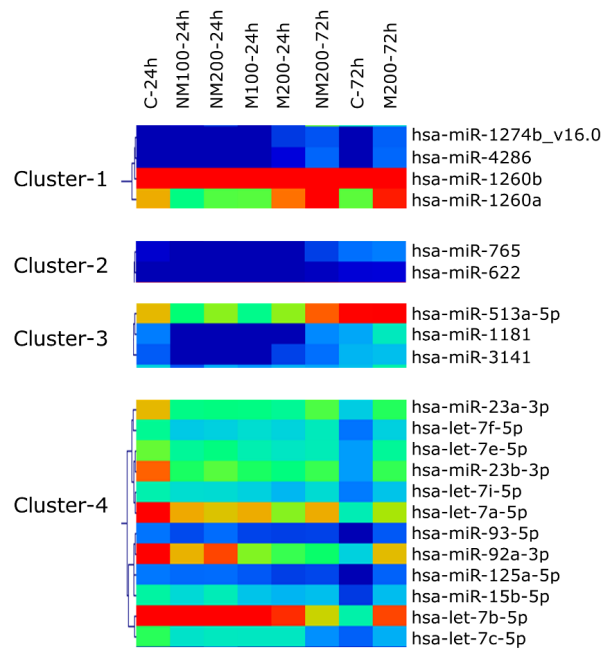 C-24h
NM100-24h
NM200-24h
M100-24h
M200-24h
NM200-72h
C-72h
M200-72h
Cluster-1
hsa-miR-1274b_v16.0
hsa-miR-4286
hsa-miR-1260b
hsa-miR-1260a
Cluster-2
hsa-miR-765
hsa-miR-622
Cluster-3
hsa-miR-513a-5p
hsa-miR-1181
hsa-miR-3141
Cluster-4
hsa-miR-23a-3p
hsa-let-7f-5p
hsa-let-7e-5p
hsa-miR-23b-3p
hsa-let-7i-5p
hsa-let-7a-5p
hsa-miR-93-5p
hsa-miR-92a-3p
hsa-miR-125a-5p
hsa-miR-15b-5p
hsa-let-7b-5p
hsa-let-7c-5p